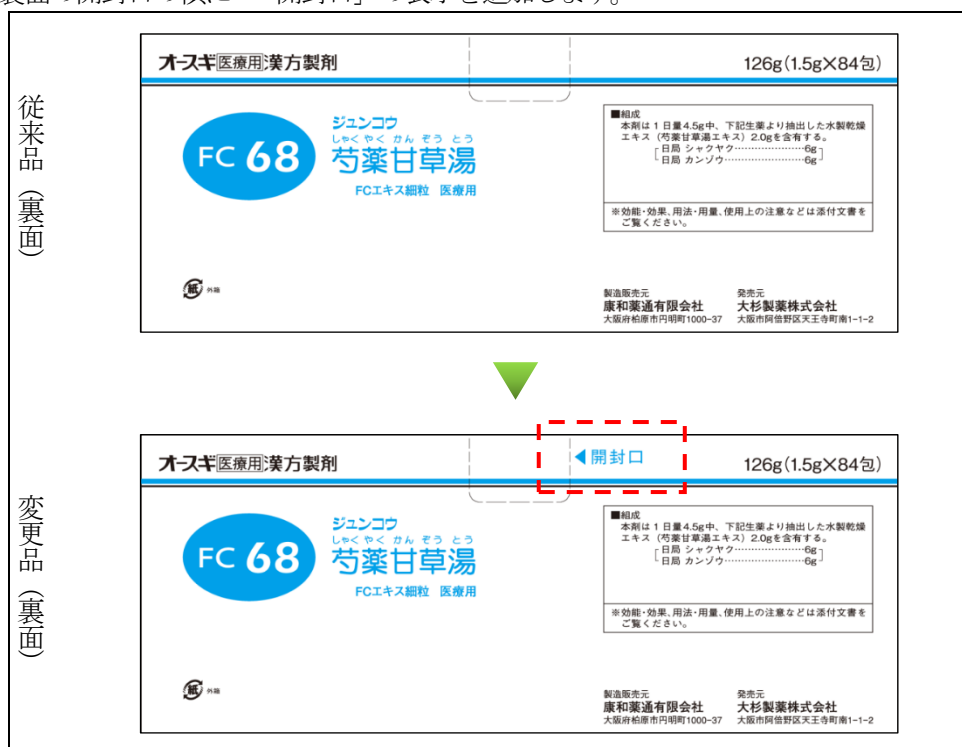 従来品（裏面）
オースギ医療用漢方製剤
126g(1.5g×84包)
FC 68
ジュンコウ
しゃくやくかんぞうとう
芍薬甘草湯
FCエキス細粒 医療用
■組成
本剤は1日量4.5g中、下記生薬より抽出した水製乾燥
エキス（芍薬甘草湯エキス）2.0gを含有する。
日局 シャクヤク…………………6g
日局 カンゾウ……………………6g
※効能・効果、用法・用量、使用上の注意などは添付文書を
ご覧ください。
紙 外箱
製造販売元
康和薬通有限会社
大阪府柏原市円明町1000-37
発売元
大杉製薬株式会社
大阪市阿倍野区天王寺町南1-1-2
変更品（裏面）
オースギ医療用漢方製剤
◀開封口
126g(1.5g×84包)
FC 68
ジュンコウ
しゃくやくかんぞうとう
芍薬甘草湯
FCエキス細粒 医療用
■組成
本剤は1日量4.5g中、下記生薬より抽出した水製乾燥
エキス（芍薬甘草湯エキス）2.0gを含有する。
日局 シャクヤク…………………6g
日局 カンゾウ……………………6g
※効能・効果、用法・用量、使用上の注意などは添付文書を
ご覧ください。
紙 外箱
製造販売元
康和薬通有限会社
大阪府柏原市円明町1000-37
発売元
大杉製薬株式会社
大阪市阿倍野区天王寺町南1-1-2